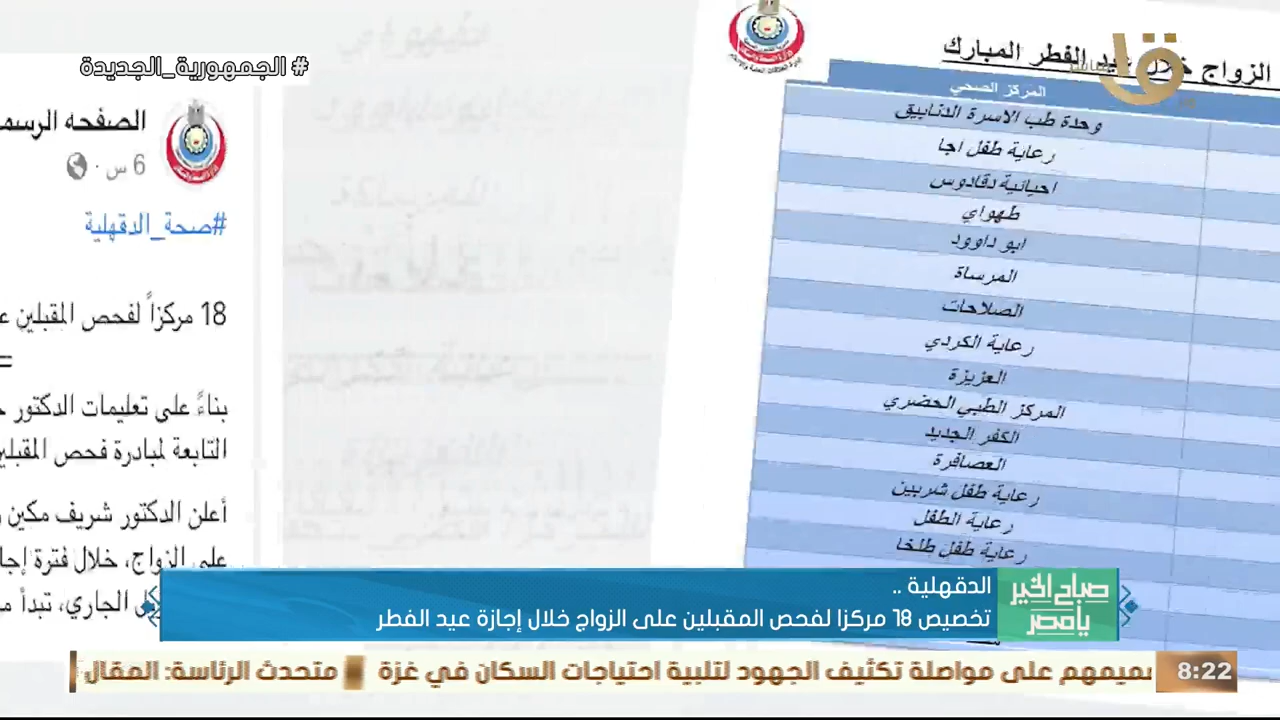 # الجمهورية_الجديدة
الصفحه الرسم
6 س
#صحة_الدقهلية
18 مركزاً لفحص المقبلين
بناءً على تعليمات الدكتور
التابعة لمبادرة فحص المقبلين
أعلن الدكتور شريف مكين
على الزواج، خلال فترة إجا
الجاري، تبدأ
الزواج خلال عيد الفطر المبارك
المركز الصحي
وحدة طب الاسرة الدنابيق
رعاية طفل اجا
احيائية دقادوس
طهواي
ابو داوود
المرساة
الصلاحات
رعاية الكردي
العزيزة
المركز الطبي الحضري
الكفر الجديد
العصافرة
رعاية طفل شربين
رعاية الطفل
رعاية طفل طلخا
صباح الخير يا مصر
الدقهلية ..
تخصيص 18 مركزا لفحص المقبلين على الزواج خلال إجازة عيد الفطر
8:22
ميمهم على مواصلة تكثيف الجهود لتلبية احتياجات السكان في غزة متحدث الرئاسة: المقال